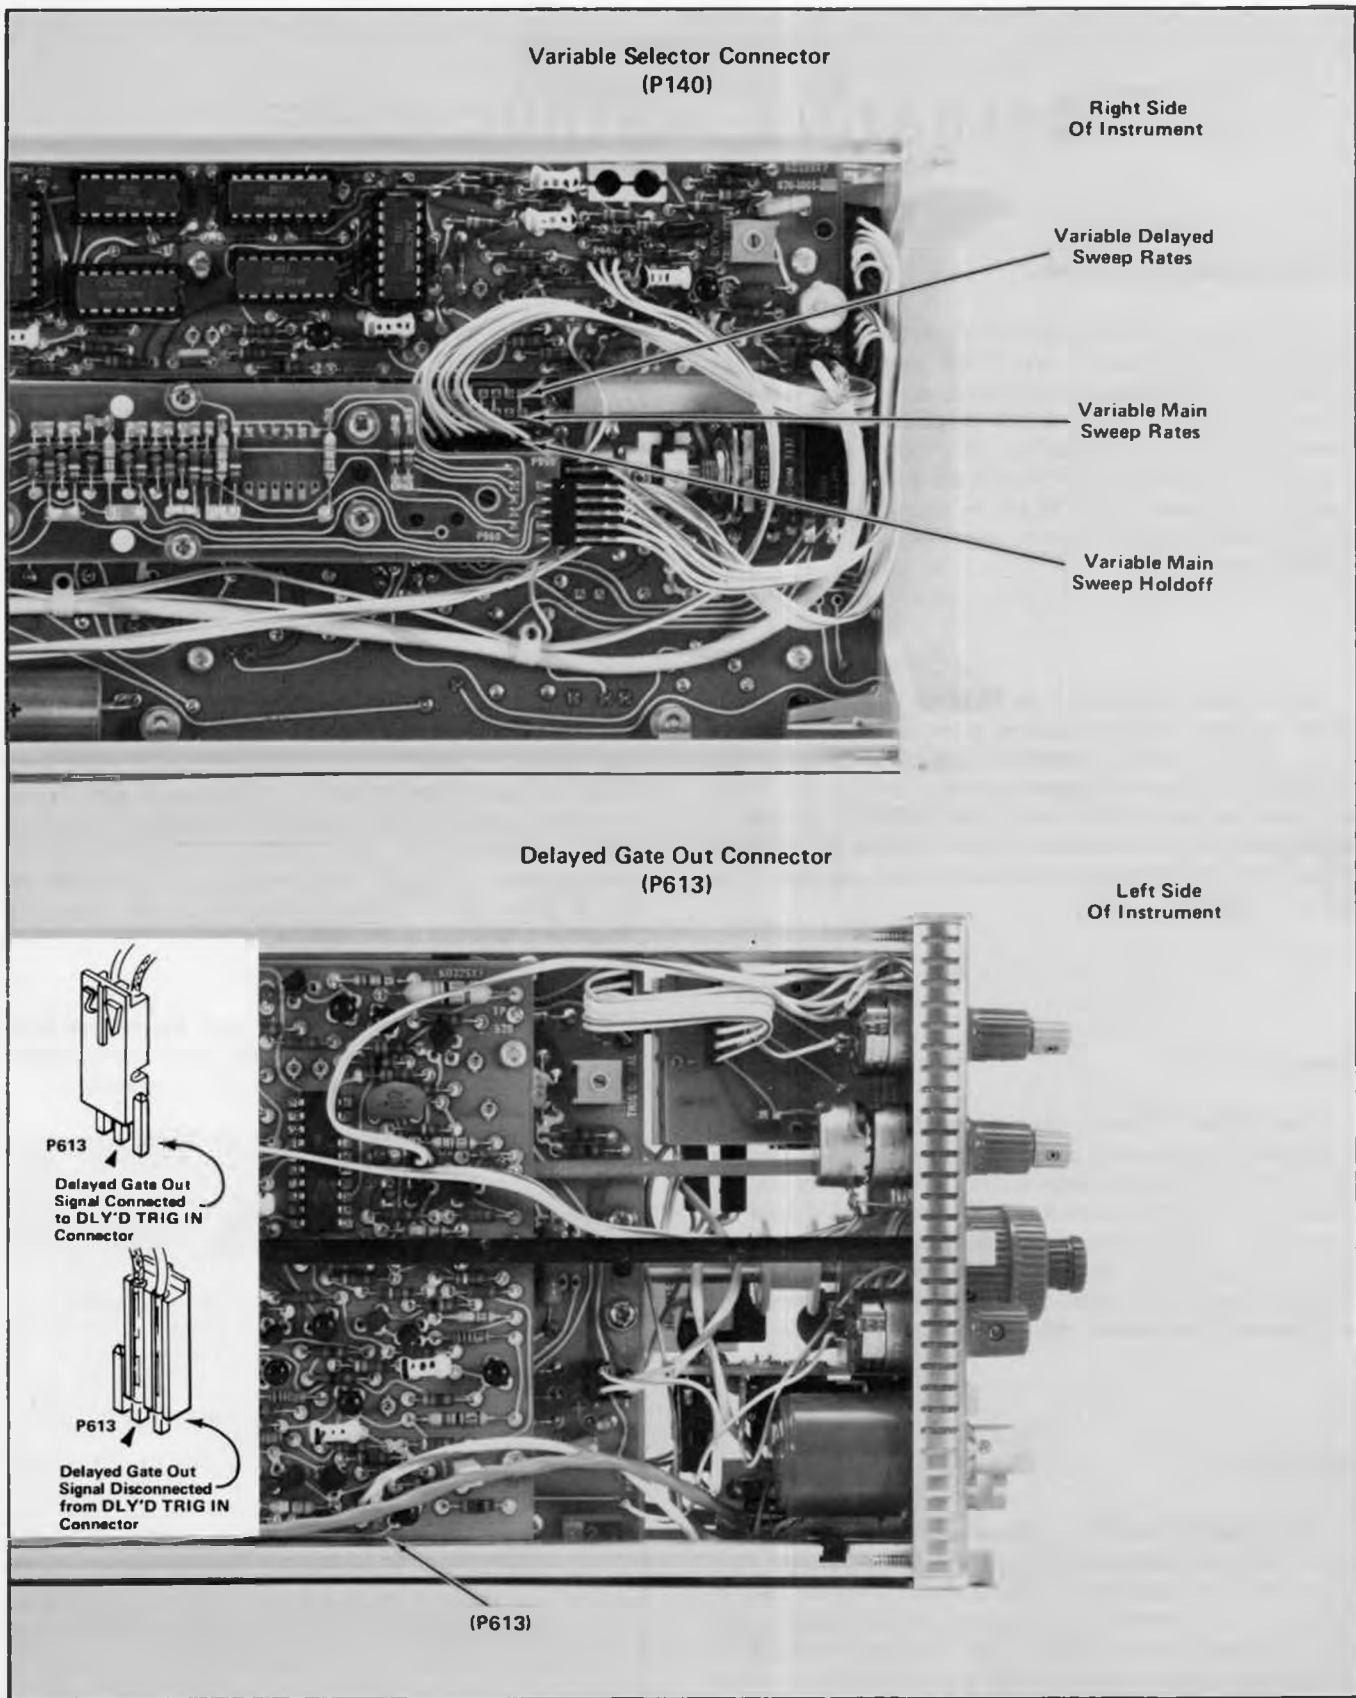 Variable Selector Connector
(P140)
Right Side
Of Instrument
Variable Delayed
Sweep Rates
Variable Main
Sweep Rates
Variable Main
Sweep Holdoff
P960
Delayed Gate Out Connector
(P613)
Left Side
Of Instrument
P613
Delayed Gate Out
Signal Connected
to DLY'D TRIG IN
Connector
P613
Delayed Gate Out
Signal Disconnected
from DLY'D TRIG IN
Connector
(P613)